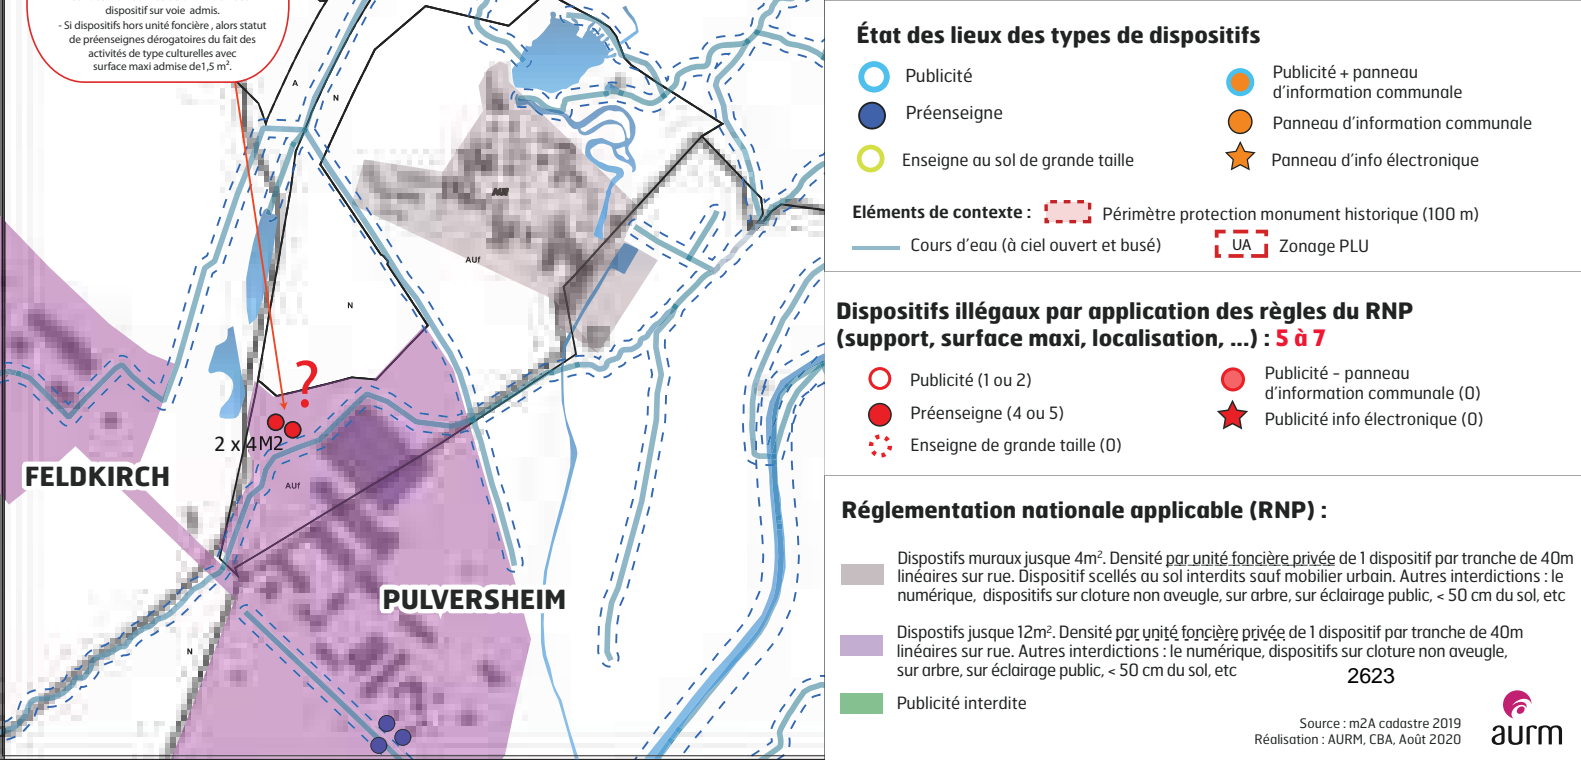 dispositif sur voie admis.
- Si dispositifs hors unité foncière , alors statut
de préenseignes dérogatoires du fait des
activités de type culturelles avec
surface maxi admise de1,5 m².
A
N
AUf
N
?
2 x 4M2
FELDKIRCH
AUf
PULVERSHEIM
N
État des lieux des types de dispositifs
Publicité
Préenseigne
Enseigne au sol de grande taille
Publicité + panneau
d'information communale
Panneau d'information communale
Panneau d'info électronique
Eléments de contexte :
Périmètre protection monument historique (100 m)
Cours d'eau (à ciel ouvert et busé)
UA
Zonage PLU
Dispositifs illégaux par application des règles du RNP
(support, surface maxi, localisation, ...) : 5 à 7
Publicité (1 ou 2)
Préenseigne (4 ou 5)
Enseigne de grande taille (0)
Publicité - panneau
d'information communale (0)
Publicité info électronique (0)
Réglementation nationale applicable (RNP) :
Dispostifs muraux jusque 4m². Densité par unité foncière privée de 1 dispositif par tranche de 40m
linéaires sur rue. Dispositif scellés au sol interdits sauf mobilier urbain. Autres interdictions : le
numérique, dispositifs sur cloture non aveugle, sur arbre, sur éclairage public, < 50 cm du sol, etc
Dispostifs jusque 12m². Densité par unité foncière privée de 1 dispositif par tranche de 40m
linéaires sur rue. Autres interdictions : le numérique, dispositifs sur cloture non aveugle,
sur arbre, sur éclairage public, < 50 cm du sol, etc
2623
Publicité interdite
Source : m2A cadastre 2019
Réalisation : AURM, CBA, Août 2020
aurm